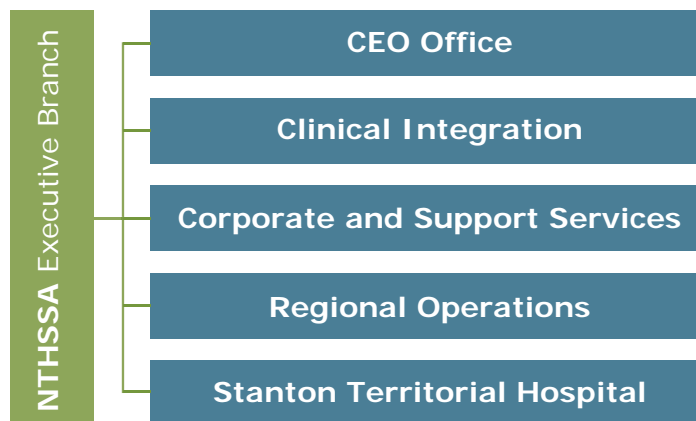 NTHSSA Executive Branch
CEO Office
Clinical Integration
Corporate and Support Services
Regional Operations
Stanton Territorial Hospital